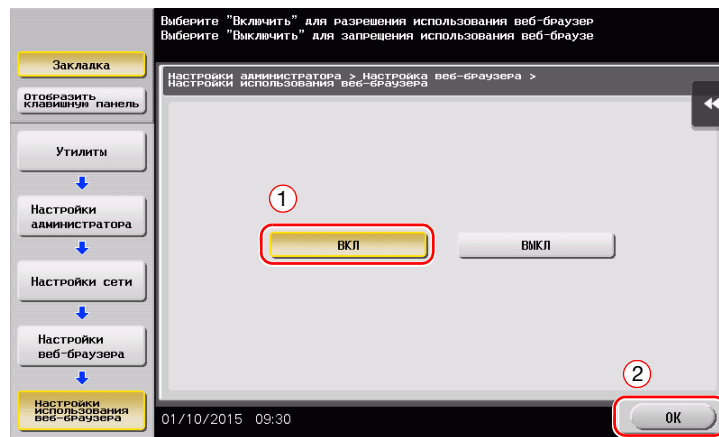 Выберите "Включить" для разрешения использования веб-браузер
Выберите "Выключить" для запрещения использования веб-браузе
Закладка
Отобразить
клавишную панель
Настройки администратора > Настройка веб-браузера >
Настройки использования веб-браузера
Утилиты
1
Настройки
администратора
ВКЛ
ВЫКЛ
Настройки сети
Настройки
веб-браузера
2
Настройки
использования
веб-браузера
01/10/2015 09:30
OK